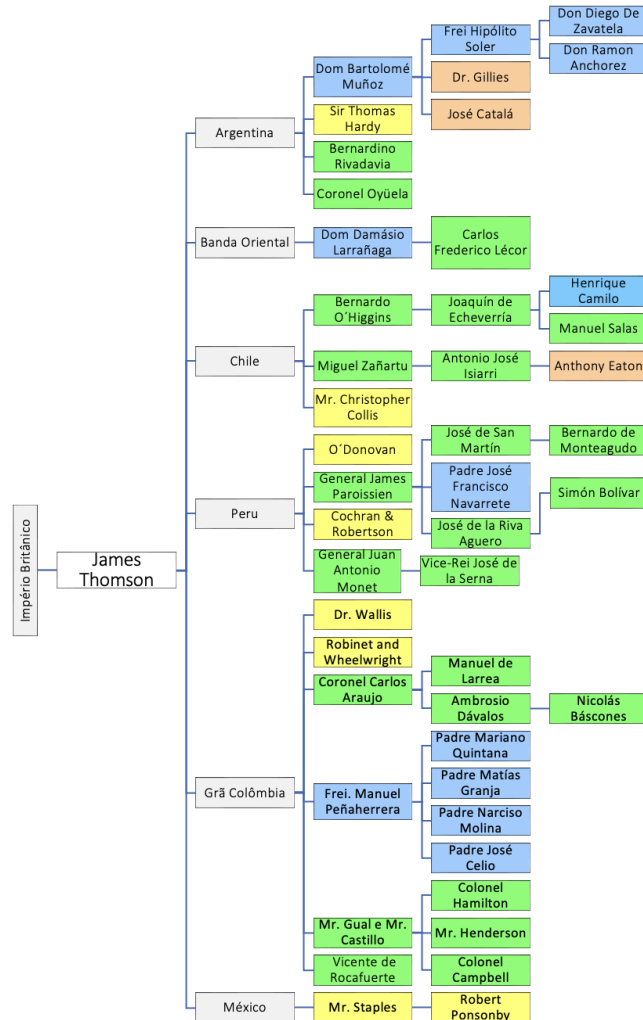 Império Britânico
James
Thomson
Argentina
Dom Bartolomé
Muñoz
Frei Hipólito
Soler
Don Diego De
Zavatela
Don Ramon
Anchorez
Dr. Gillies
José Catalá
Sir Thomas
Hardy
Bernardino
Rivadavia
Coronel Oyüela
Banda Oriental
Dom Damásio
Larrañaga
Carlos
Frederico Lécor
Chile
Bernardo
O´Higgins
Joaquín de
Echeverría
Henrique
Camilo
Manuel Salas
Miguel Zañartu
Antonio José
Isiarri
Anthony Eaton
Mr. Christopher
Collis
Peru
O´Donovan
General James
Paroissien
José de San
Martín
Bernardo de
Monteagudo
Padre José
Francisco
Navarrete
José de la Riva
Aguero
Simón Bolívar
Cochran &
Robertson
General Juan
Antonio
Monet
Vice-Rei José de
la Serna
Grã Colômbia
Dr. Wallis
Robinet and
Wheelwright
Coronel Carlos
Araujo
Manuel de
Larrea
Ambrosio
Dávalos
Nicolás
Báscones
Frei. Manuel
Peñaherrera
Padre Mariano
Quintana
Padre Matías
Granja
Padre Narciso
Molina
Padre José
Celio
Mr. Gual e Mr.
Castillo
Colonel
Hamilton
Mr. Henderson
Colonel
Campbell
Vicente de
Rocafuerte
México
Mr. Staples
Robert
Ponsonby